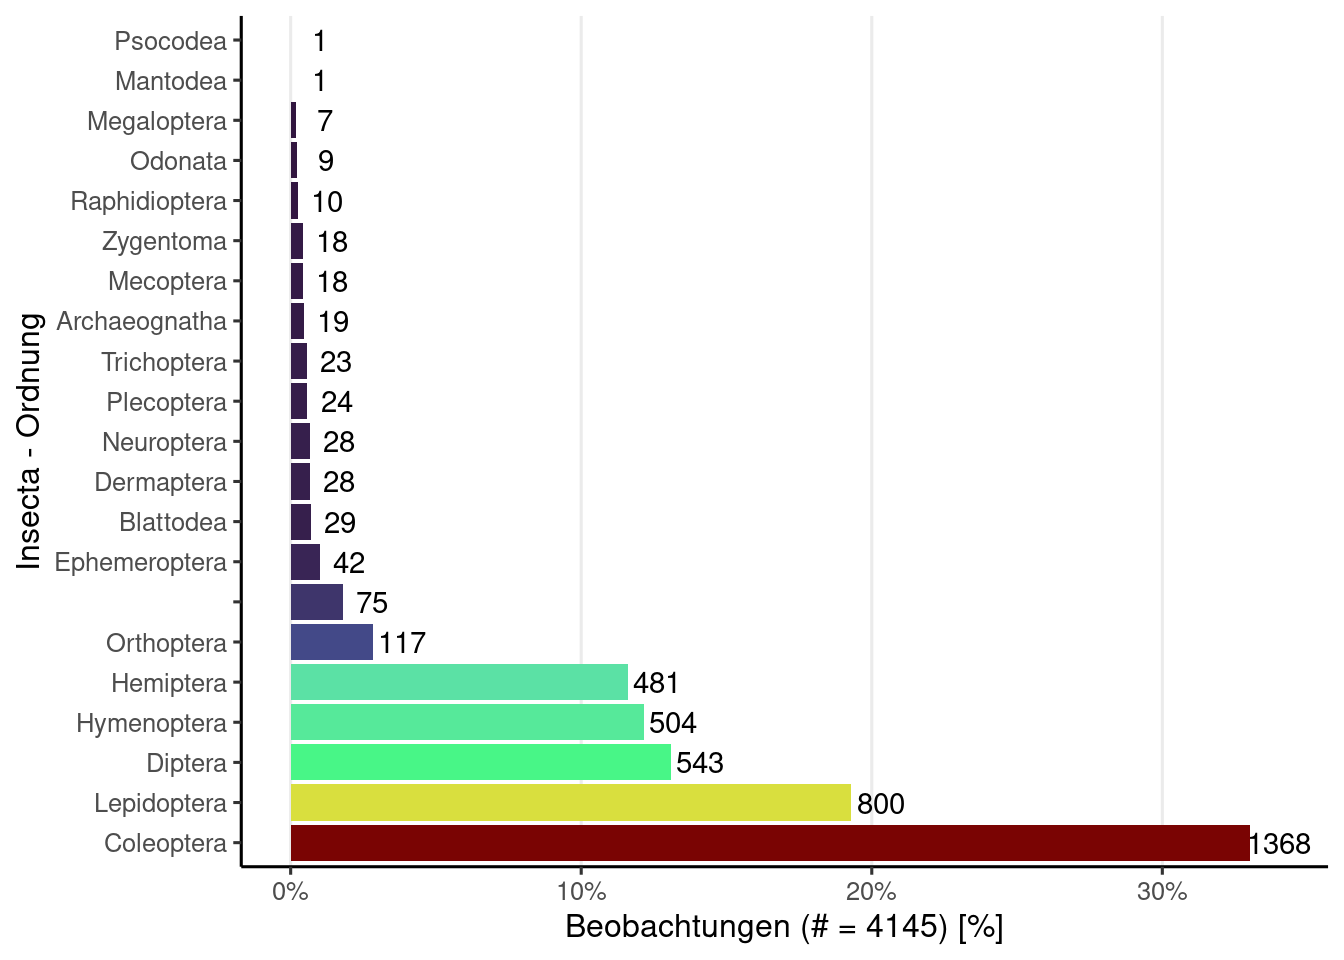 Insecta - Ordnung
Psocodea 1
Mantodea 1
Megaloptera 7
Odonata 9
Raphidioptera 10
Zygentoma 18
Mecoptera 18
Archaeognatha 19
Trichoptera 23
Plecoptera 24
Neuroptera 28
Dermaptera 28
Blattodea 29
Ephemeroptera 42
75
Orthoptera 117
Hemiptera 481
Hymenoptera 504
Diptera 543
Lepidoptera 800
Coleoptera 1368
0% 10% 20% 30%
Beobachtungen (# = 4145) [%]